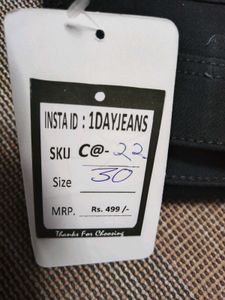 INSTA ID : 1DAYJEANS
SKU C@-22
Size 30
MRP. Rs. 499 /-
Thanks For Choosing